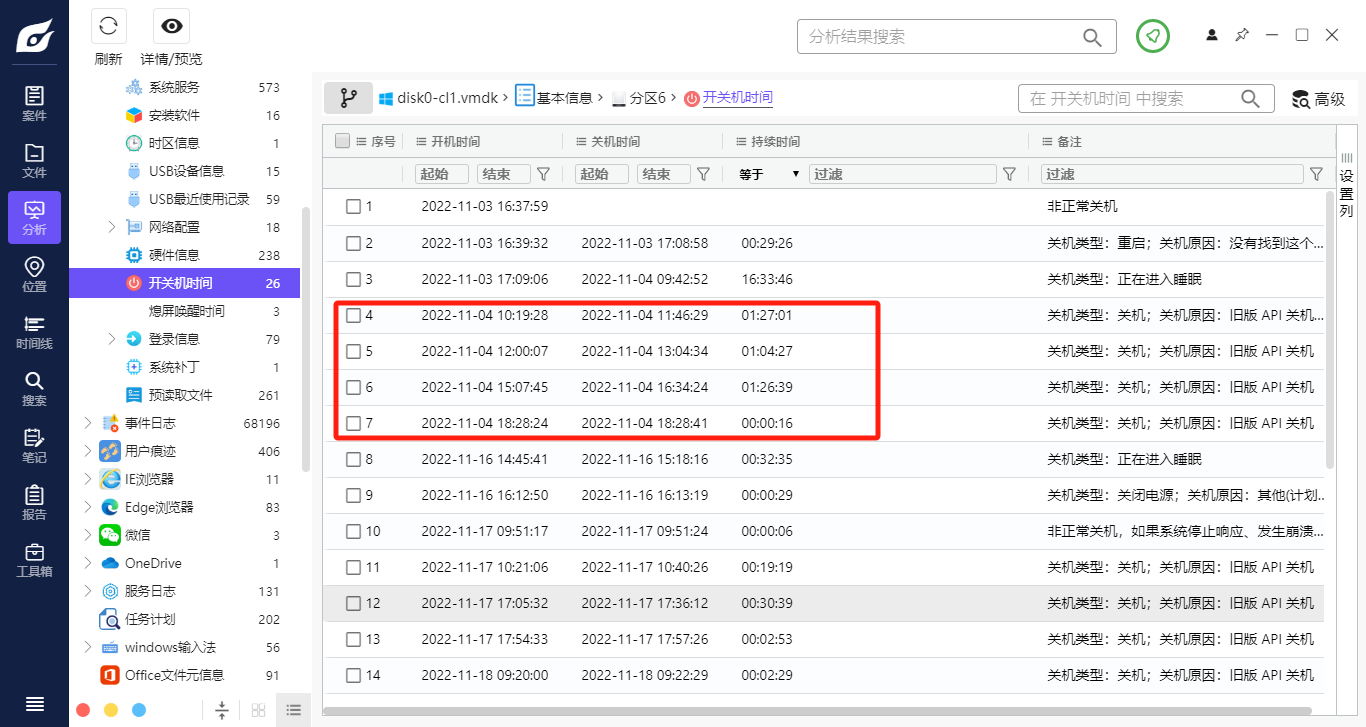 刷新
详情/预览
分析结果搜索
案件
文件
分析
位置
时间线
搜索
笔记
报告
工具箱
系统服务 573
安装软件 16
时区信息 1
USB设备信息 15
USB最近使用记录 59
网络配置 18
硬件信息 238
开关机时间 26
熄屏唤醒时间 3
登录信息 79
系统补丁 1
预读取文件 261
事件日志 68196
用户痕迹 406
IE浏览器 11
Edge浏览器 83
微信 3
OneDrive 1
服务日志 131
任务计划 202
windows输入法 56
Office文件元信息 91
disk0-cl1.vmdk > 基本信息 > 分区6 > 开关机时间
在 开关机时间 中搜索
高级
序号 开机时间 关机时间 持续时间 备注
起始 结束 起始 结束 等于 过滤 过滤
设置列
1 2022-11-03 16:37:59 非正常关机
2 2022-11-03 16:39:32 2022-11-03 17:08:58 00:29:26 关机类型：重启；关机原因：没有找到这个...
3 2022-11-03 17:09:06 2022-11-04 09:42:52 16:33:46 关机类型：正在进入睡眠
4 2022-11-04 10:19:28 2022-11-04 11:46:29 01:27:01 关机类型：关机；关机原因：旧版 API 关机...
5 2022-11-04 12:00:07 2022-11-04 13:04:34 01:04:27 关机类型：关机；关机原因：旧版 API 关机
6 2022-11-04 15:07:45 2022-11-04 16:34:24 01:26:39 关机类型：关机；关机原因：旧版 API 关机
7 2022-11-04 18:28:24 2022-11-04 18:28:41 00:00:16 关机类型：关机；关机原因：旧版 API 关机
8 2022-11-16 14:45:41 2022-11-16 15:18:16 00:32:35 关机类型：正在进入睡眠
9 2022-11-16 16:12:50 2022-11-16 16:13:19 00:00:29 关机类型：关闭电源；关机原因：其他(计划...
10 2022-11-17 09:51:17 2022-11-17 09:51:24 00:00:06 非正常关机，如果系统停止响应、发生崩溃...
11 2022-11-17 10:21:06 2022-11-17 10:40:26 00:19:19 关机类型：关机；关机原因：旧版 API 关机
12 2022-11-17 17:05:32 2022-11-17 17:36:12 00:30:39 关机类型：关机；关机原因：旧版 API 关机
13 2022-11-17 17:54:33 2022-11-17 17:57:26 00:02:53 关机类型：关机；关机原因：旧版 API 关机
14 2022-11-18 09:20:00 2022-11-18 09:22:29 00:02:29 关机类型：关机；关机原因：旧版 API 关机